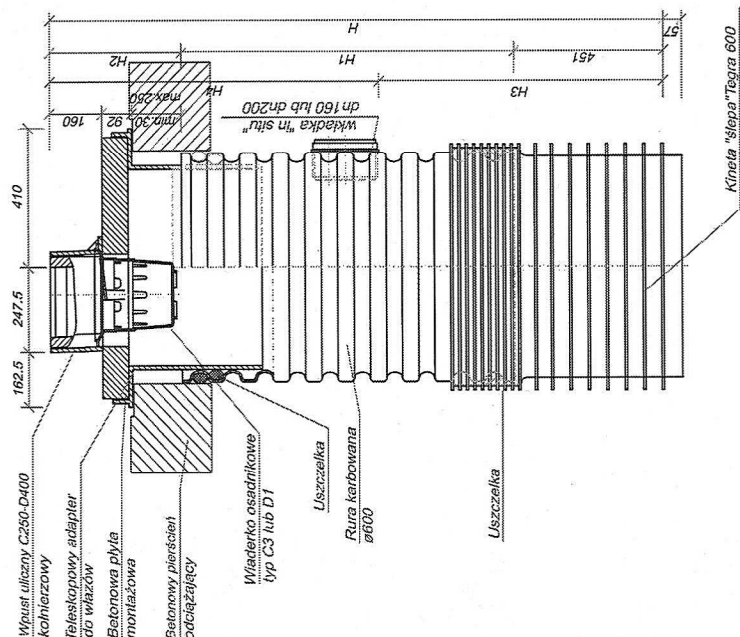 H
57
H2
H1
451
H4
H3
160
92
min.30
max.250
wkładka "in situ"
dn160 lub dn200
410
247.5
162.5
Wpust uliczny C250-D400
kołnierzowy
Teleskopowy adapter
do włazów
Betonowa płyta
montażowa
Betonowy pierścień
odciążający
Wiaderko osadnikowe
typ C3 lub D1
Uszczelka
Rura karbowana
ø600
Uszczelka
Kineta "ślepa"Tegra 600